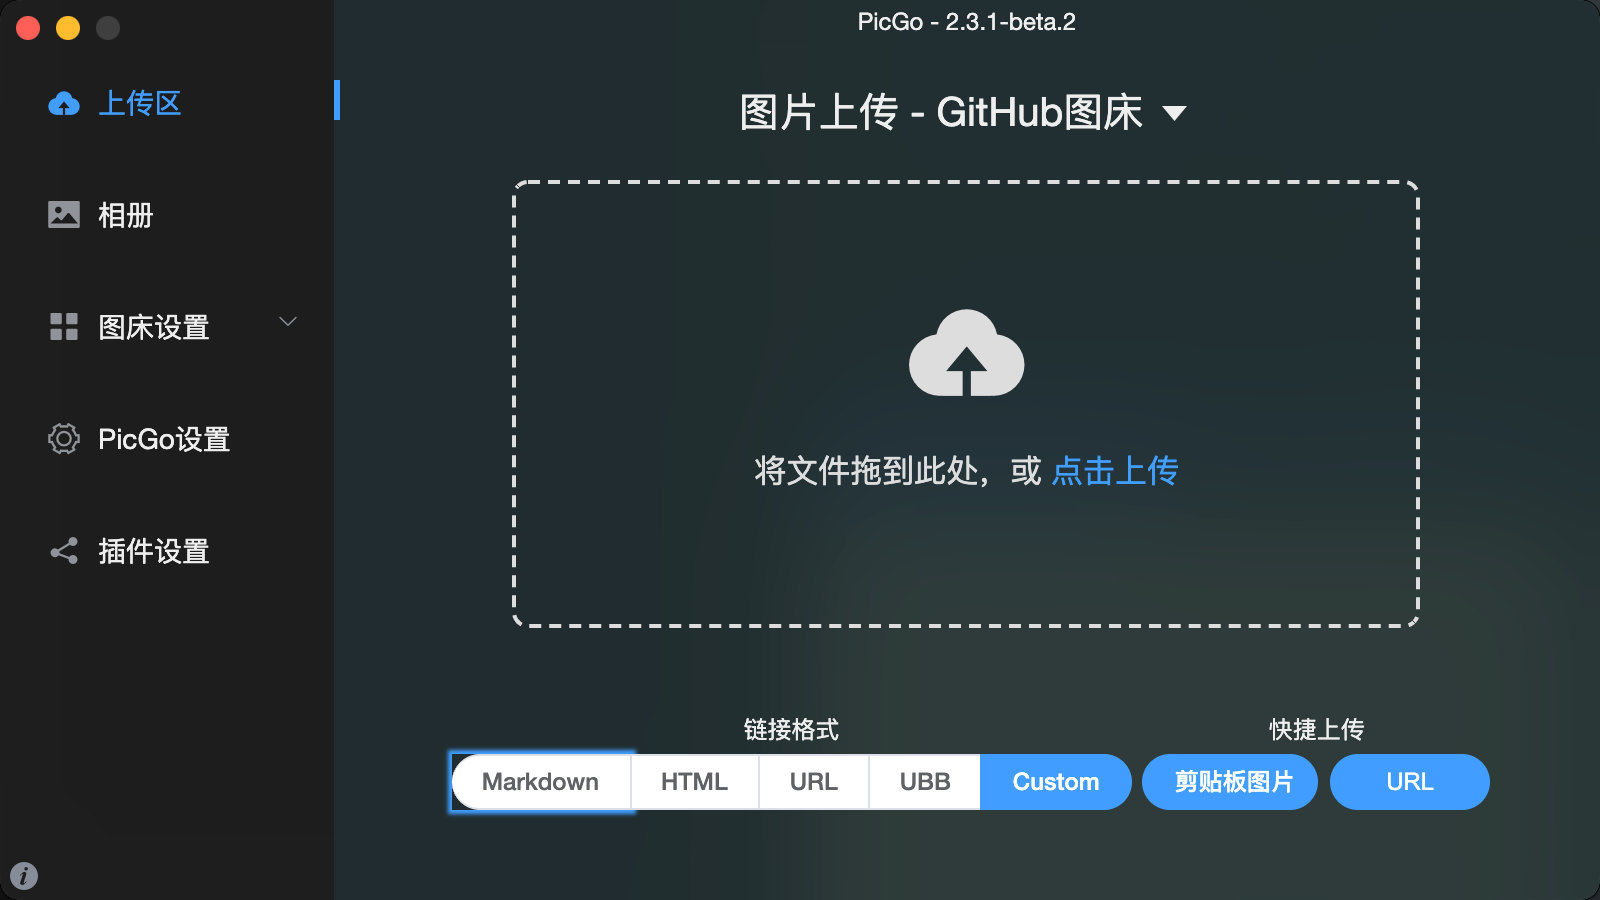 PicGo - 2.3.1-beta.2
上传区
相册
图床设置
PicGo设置
插件设置
图片上传 - GitHub图床
将文件拖到此处，或 点击上传
链接格式
Markdown
HTML
URL
UBB
Custom
快捷上传
剪贴板图片
URL